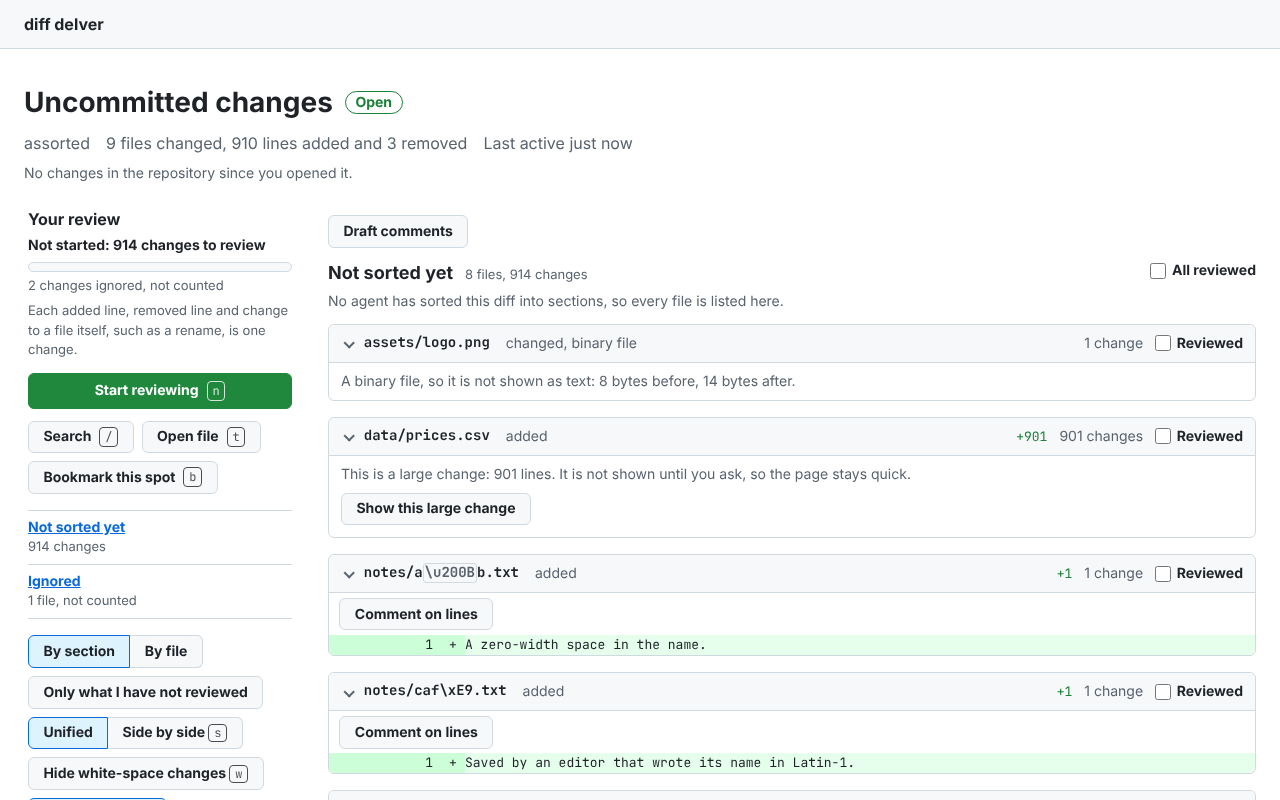 diff delver
Uncommitted changes Open
assorted 9 files changed, 910 lines added and 3 removed Last active just now
No changes in the repository since you opened it.
Your review
Not started: 914 changes to review
2 changes ignored, not counted
Each added line, removed line and change
to a file itself, such as a rename, is one
change.
Start reviewing n
Search / Open file t
Bookmark this spot b
Not sorted yet
914 changes
Ignored
1 file, not counted
By section By file
Only what I have not reviewed
Unified Side by side s
Hide white-space changes w
Draft comments
Not sorted yet 8 files, 914 changes All reviewed
No agent has sorted this diff into sections, so every file is listed here.
assets/logo.png changed, binary file 1 change Reviewed
A binary file, so it is not shown as text: 8 bytes before, 14 bytes after.
data/prices.csv added +901 901 changes Reviewed
This is a large change: 901 lines. It is not shown until you ask, so the page stays quick.
Show this large change
notes/a\u200Bb.txt added +1 1 change Reviewed
Comment on lines
1 + A zero-width space in the name.
notes/caf\xE9.txt added +1 1 change Reviewed
Comment on lines
1 + Saved by an editor that wrote its name in Latin-1.